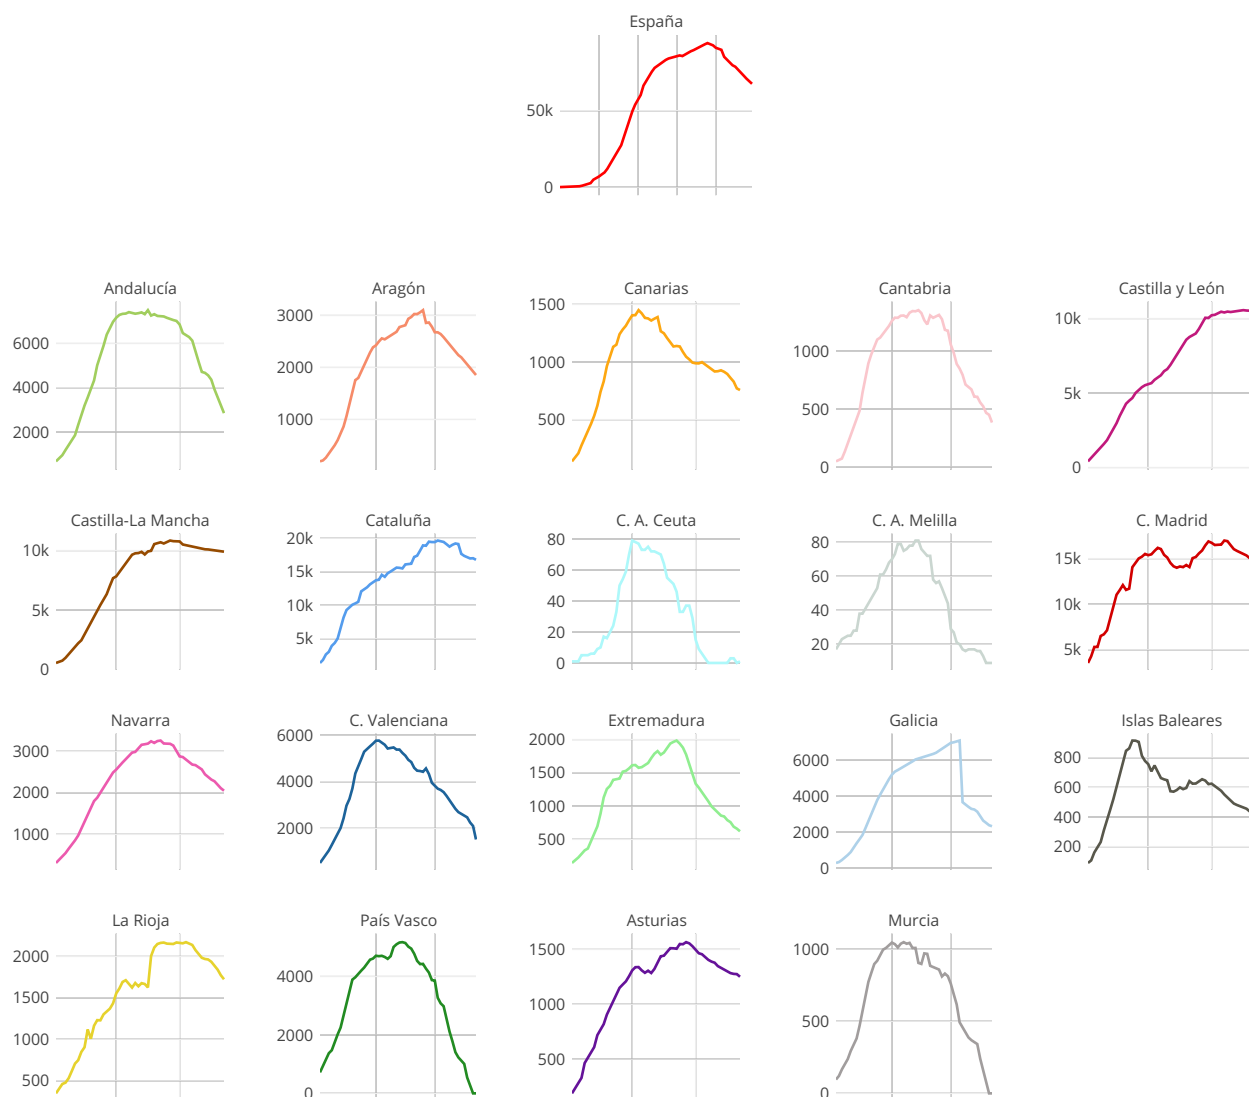 España
50k
0
Andalucía Aragón Canarias Cantabria Castilla y León
6000 4000 2000 3000 2000 1000 1500 1000 500 1000 500 0 10k 5k 0
Castilla-La Mancha Cataluña C. A. Ceuta C. A. Melilla C. Madrid
10k 5k 0 20k 15k 10k 5k 80 60 40 20 0 80 60 40 20 15k 10k 5k
Navarra C. Valenciana Extremadura Galicia Islas Baleares
3000 2000 1000 6000 4000 2000 2000 1500 1000 500 6000 4000 2000 0 800 600 400 200
La Rioja País Vasco Asturias Murcia
2000 1500 1000 500 4000 2000 0 1500 1000 500 1000 500 0